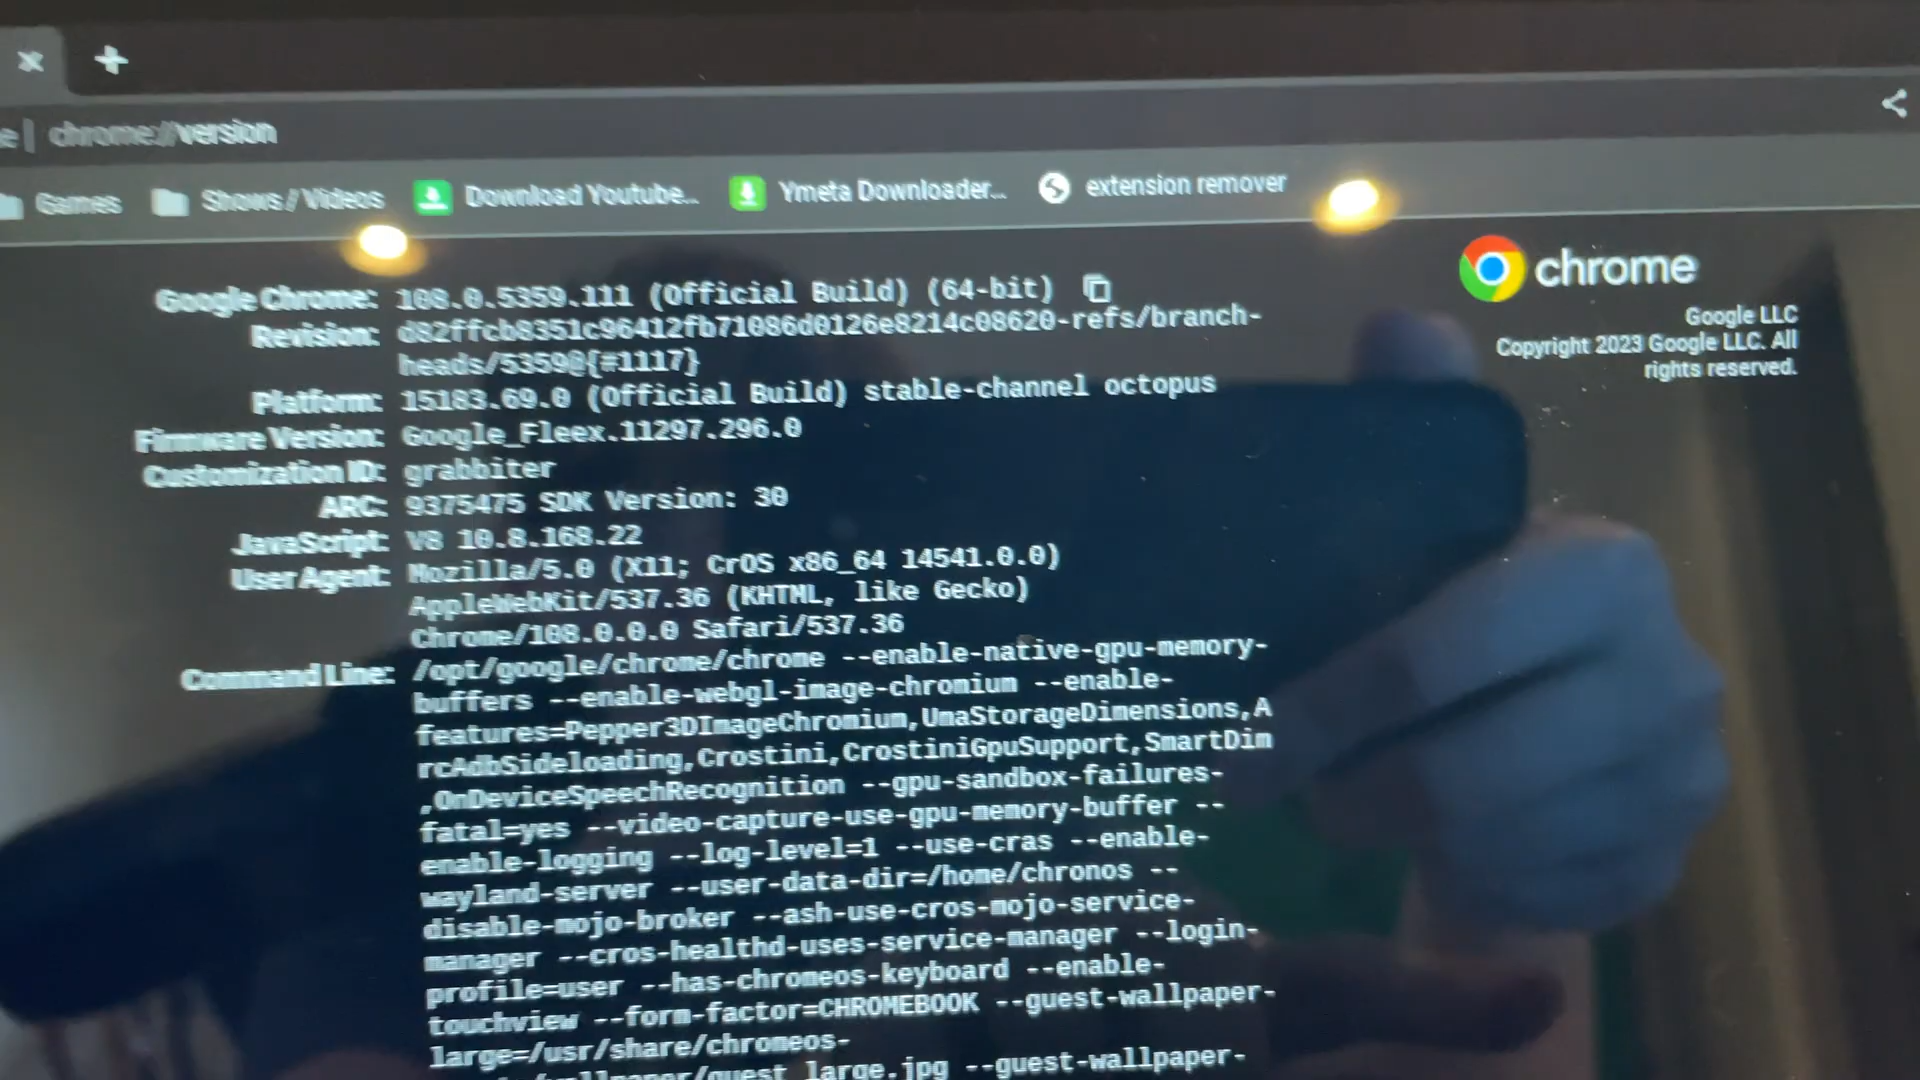 chrome://version
Games Shows / Videos Download Youtube... Ymeta Downloader... extension remover
chrome
Google LLC
Copyright 2023 Google LLC. All
rights reserved.
Google Chrome: 108.0.5359.111 (Official Build) (64-bit)
Revision: d82ffcb8351c96412fb71086d0126e8214c08620-refs/branch-
heads/5359@{#1117}
Platform: 15183.69.0 (Official Build) stable-channel octopus
Firmware Version: Google_Fleex.11297.296.0
Customization ID: grabbiter
ARC: 9375475 SDK Version: 30
JavaScript: V8 10.8.168.22
User Agent: Mozilla/5.0 (X11; CrOS x86_64 14541.0.0)
AppleWebKit/537.36 (KHTML, like Gecko)
Chrome/108.0.0.0 Safari/537.36
Command Line: /opt/google/chrome/chrome --enable-native-gpu-memory-
buffers --enable-webgl-image-chromium --enable-
features=Pepper3DImageChromium,UmaStorageDimensions,A
rcAdbSideloading,Crostini,CrostiniGpuSupport,SmartDim
,OnDeviceSpeechRecognition --gpu-sandbox-failures-
fatal=yes --video-capture-use-gpu-memory-buffer --
enable-logging --log-level=1 --use-cras --enable-
wayland-server --user-data-dir=/home/chronos --
disable-mojo-broker --ash-use-cros-mojo-service-
manager --cros-healthd-uses-service-manager --login-
profile=user --has-chromeos-keyboard --enable-
touchview --form-factor=CHROMEBOOK --guest-wallpaper-
large=/usr/share/chromeos-
/wallpaper/guest_large.jpg --guest-wallpaper-